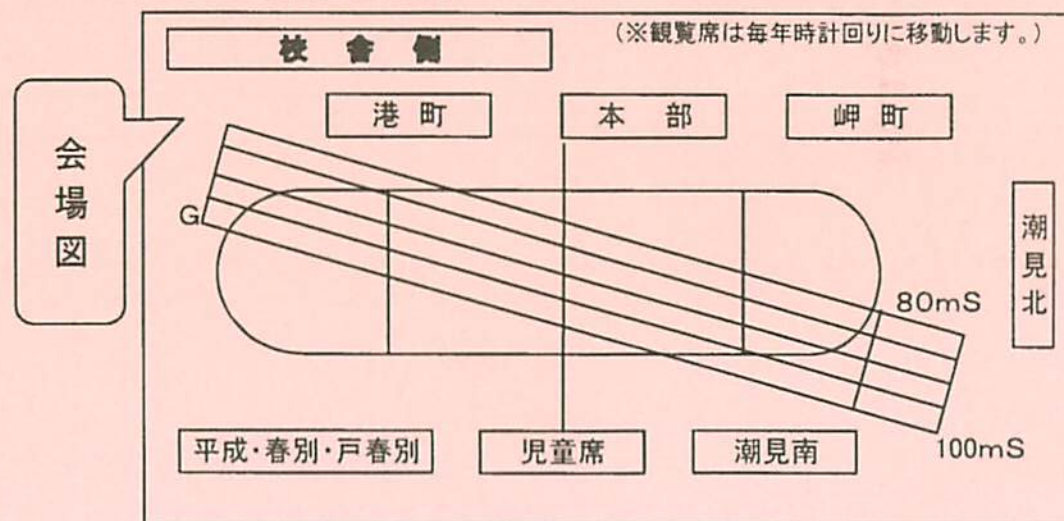 (※観覧席は毎年時計回りに移動します。)
校舎側
港町
本部
岬町
会場図
潮見北
G
80mS
100mS
平成・春別・戸春別
児童席
潮見南